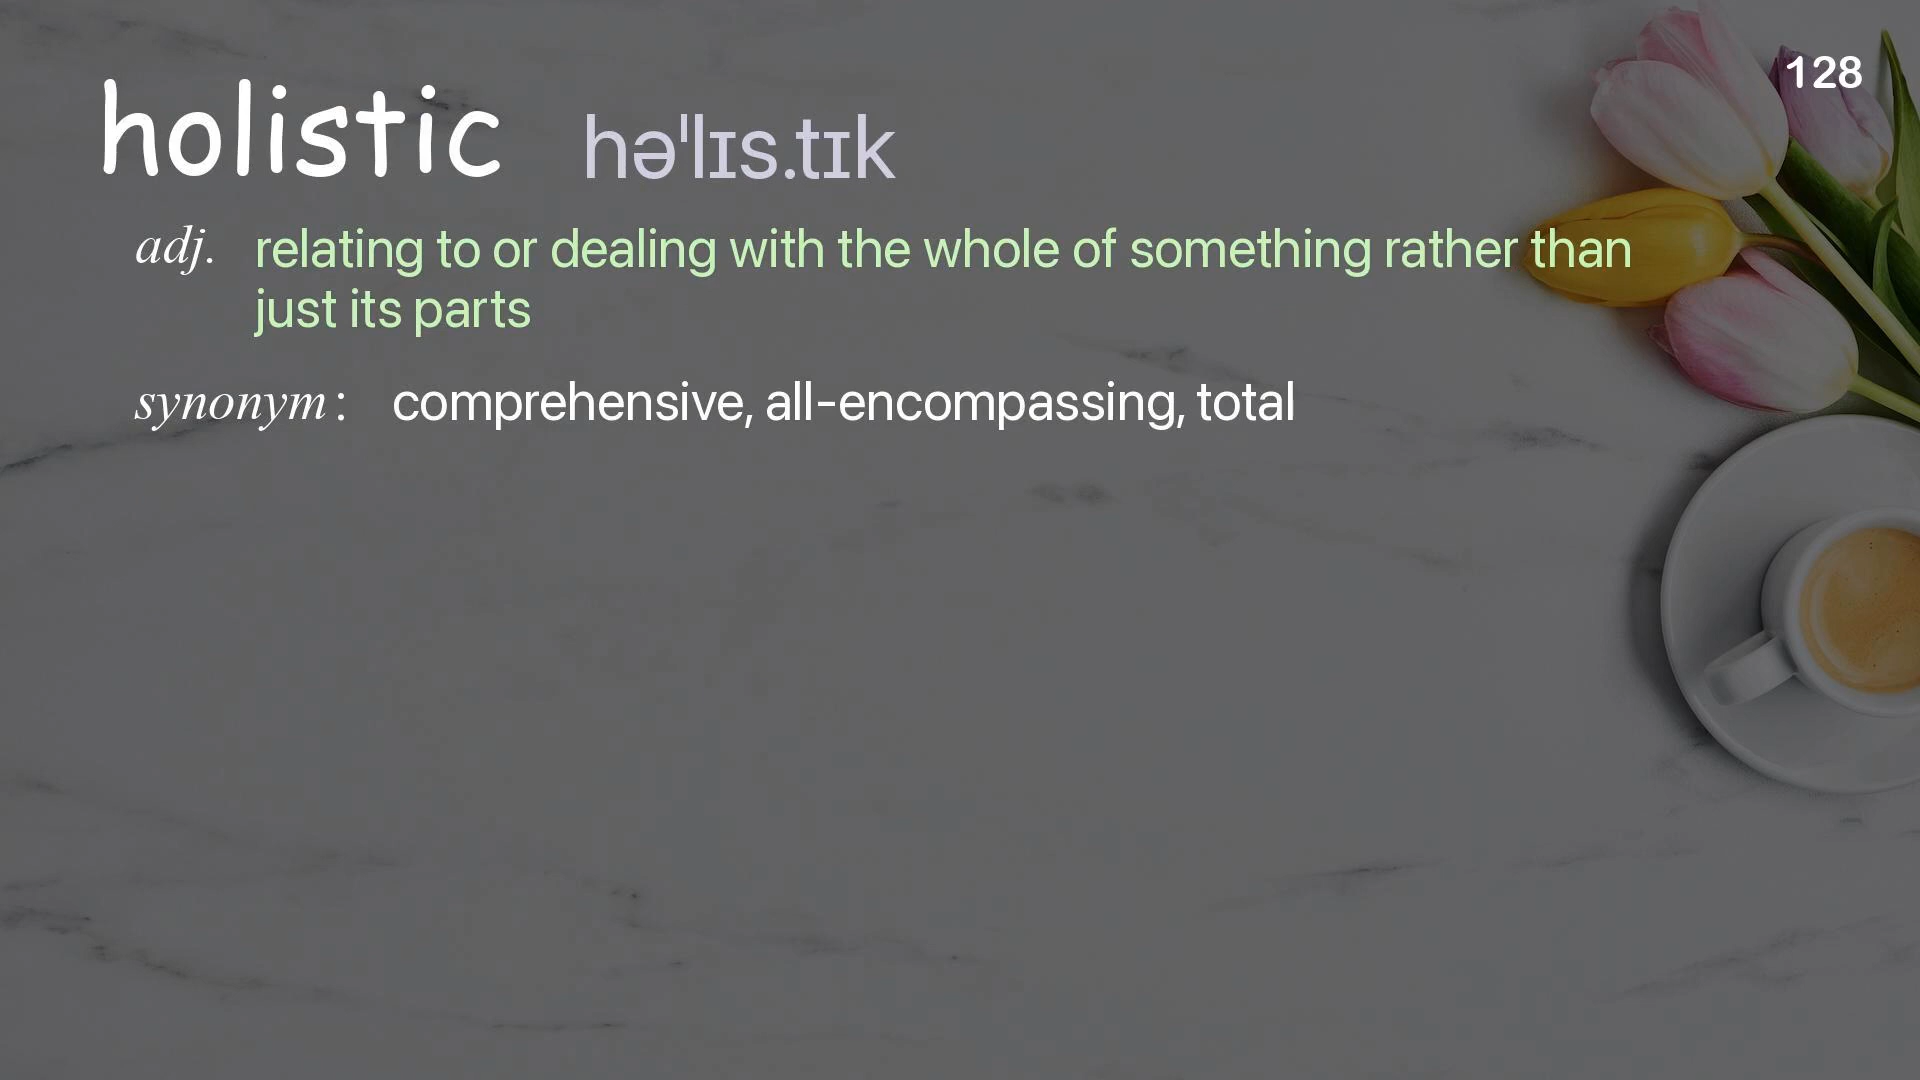 128
holistic həˈlɪs.tɪk
adj. relating to or dealing with the whole of something rather than
just its parts
synonym: comprehensive, all-encompassing, total